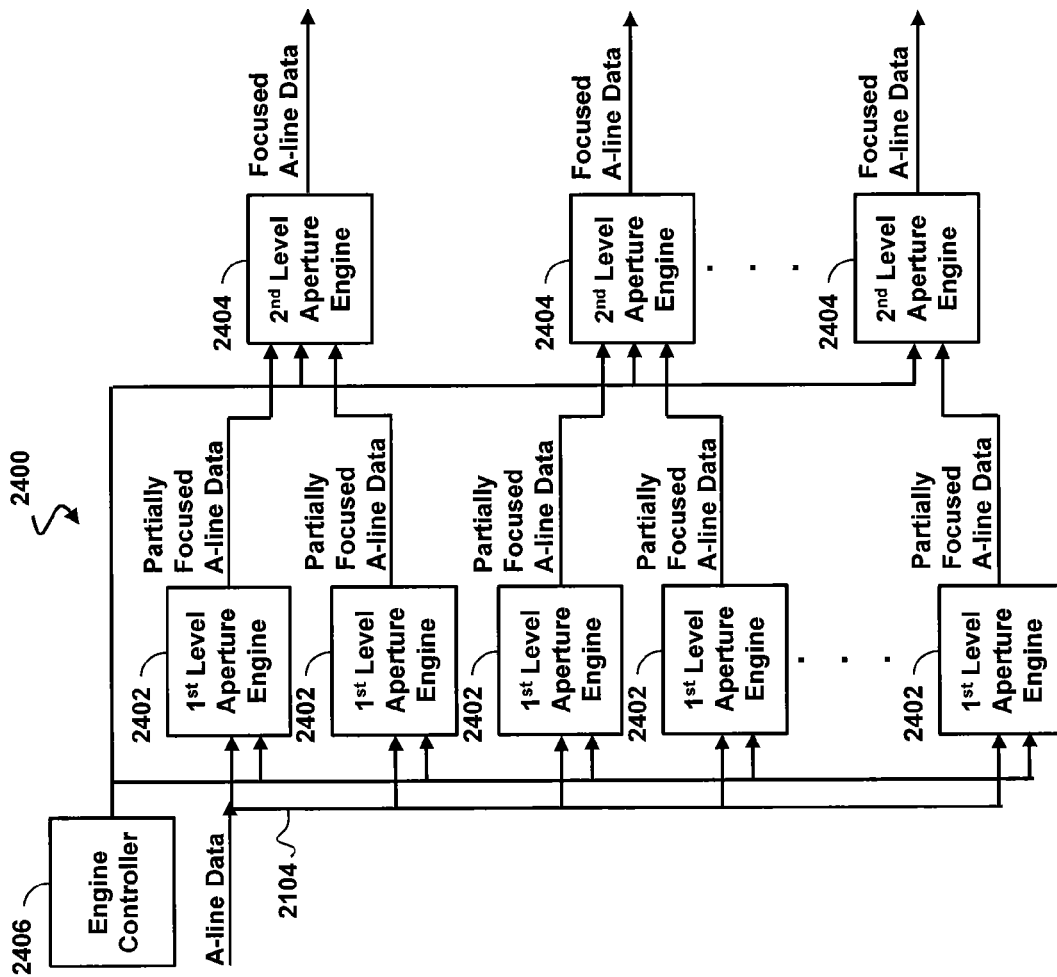 2400
2406
Engine
Controller
A-line Data
2104
2402
1st Level
Aperture
Engine
2402
1st Level
Aperture
Engine
2402
1st Level
Aperture
Engine
2402
1st Level
Aperture
Engine
. . .
2402
1st Level
Aperture
Engine
Partially
Focused
A-line Data
Partially
Focused
A-line Data
Partially
Focused
A-line Data
Partially
Focused
A-line Data
Partially
Focused
A-line Data
2404
2nd Level
Aperture
Engine
2404
2nd Level
Aperture
Engine
. . .
2404
2nd Level
Aperture
Engine
Focused
A-line Data
Focused
A-line Data
Focused
A-line Data